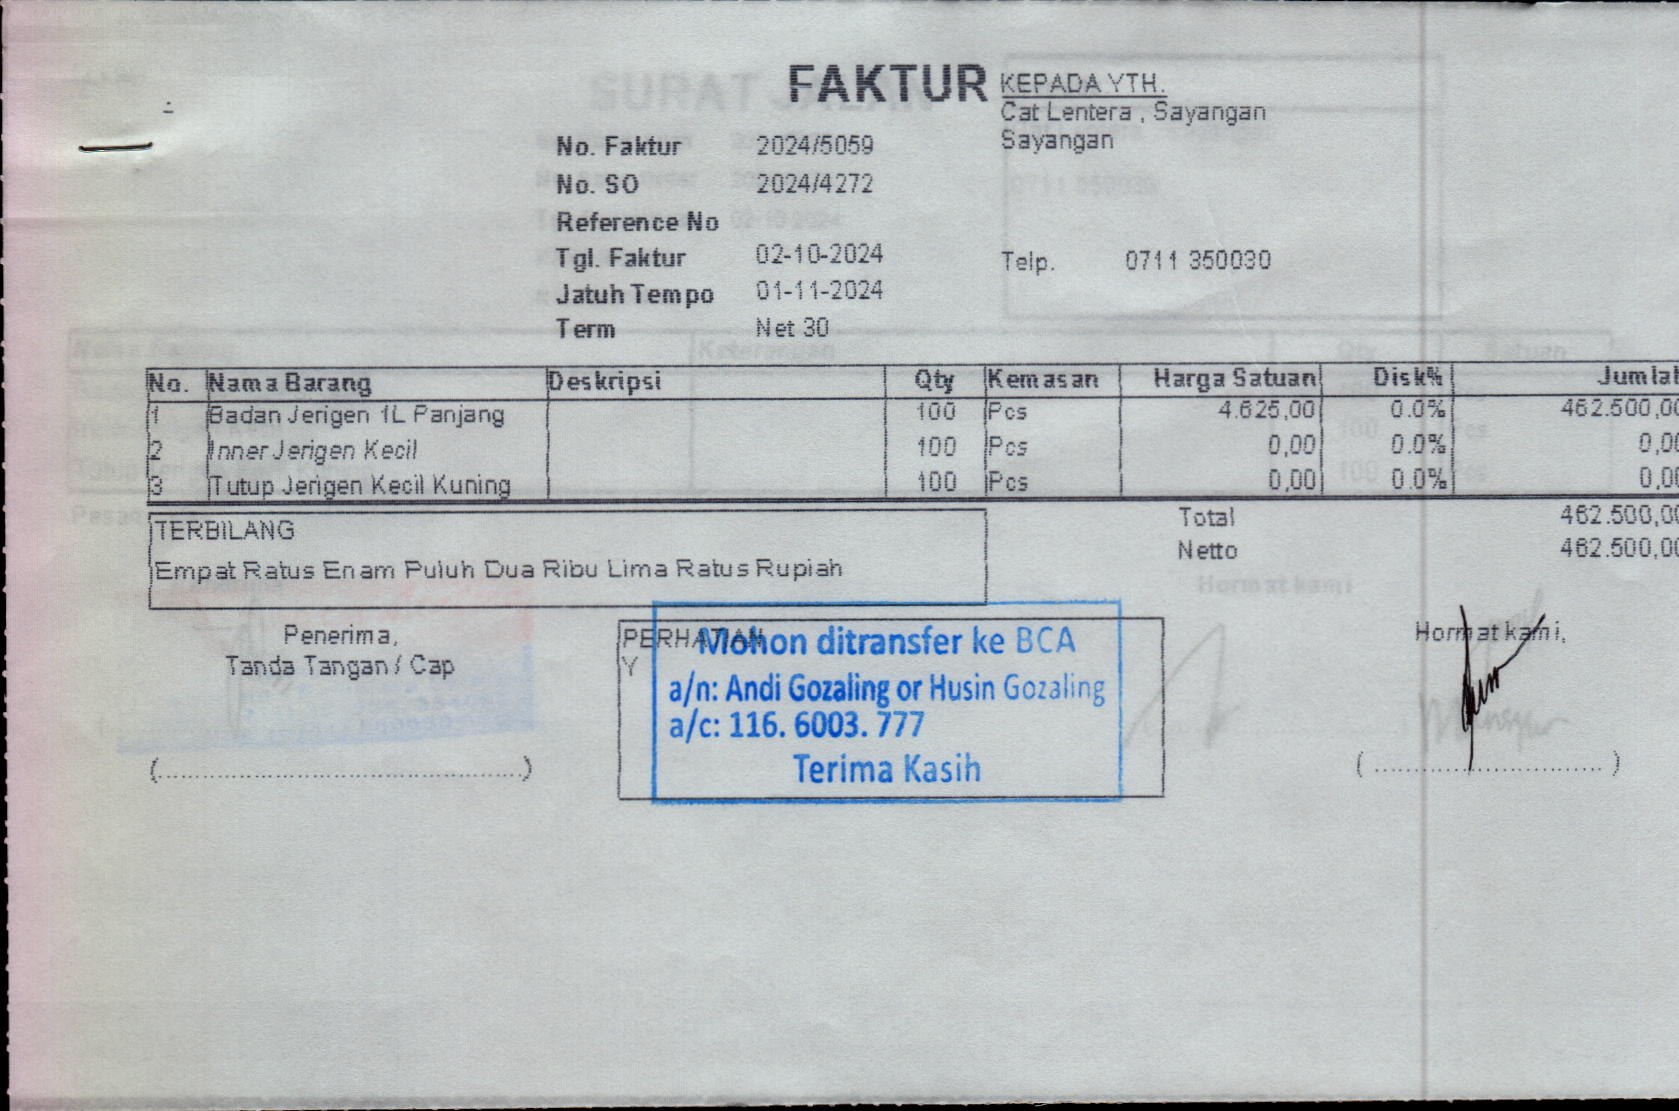 FAKTUR
KEPADA YTH.
Cat Lentera , Sayangan
Sayangan
No. Faktur 2024/5059
No. SO 2024/4272
Reference No
Tgl. Faktur 02-10-2024
Telp. 0711 350030
Jatuh Tempo 01-11-2024
Term Net 30
No. Nama Barang Deskripsi Qty Kemasan Harga Satuan Disk% Jumlah
1 Badan Jerigen 1L Panjang 100 Pcs 4.625,00 0.0% 462.500,00
2 Inner Jerigen Kecil 100 Pcs 0,00 0.0% 0,00
3 Tutup Jerigen Kecil Kuning 100 Pcs 0,00 0.0% 0,00
Total 462.500,00
Netto 462.500,00
TERBILANG
Empat Ratus Enam Puluh Dua Ribu Lima Ratus Rupiah
Penerima,
Tanda Tangan / Cap
(........................................)
PERHATIAN
Y
Mohon ditransfer ke BCA
a/n: Andi Gozaling or Husin Gozaling
a/c: 116. 6003. 777
Terima Kasih
Hormat kami,
(..............................)